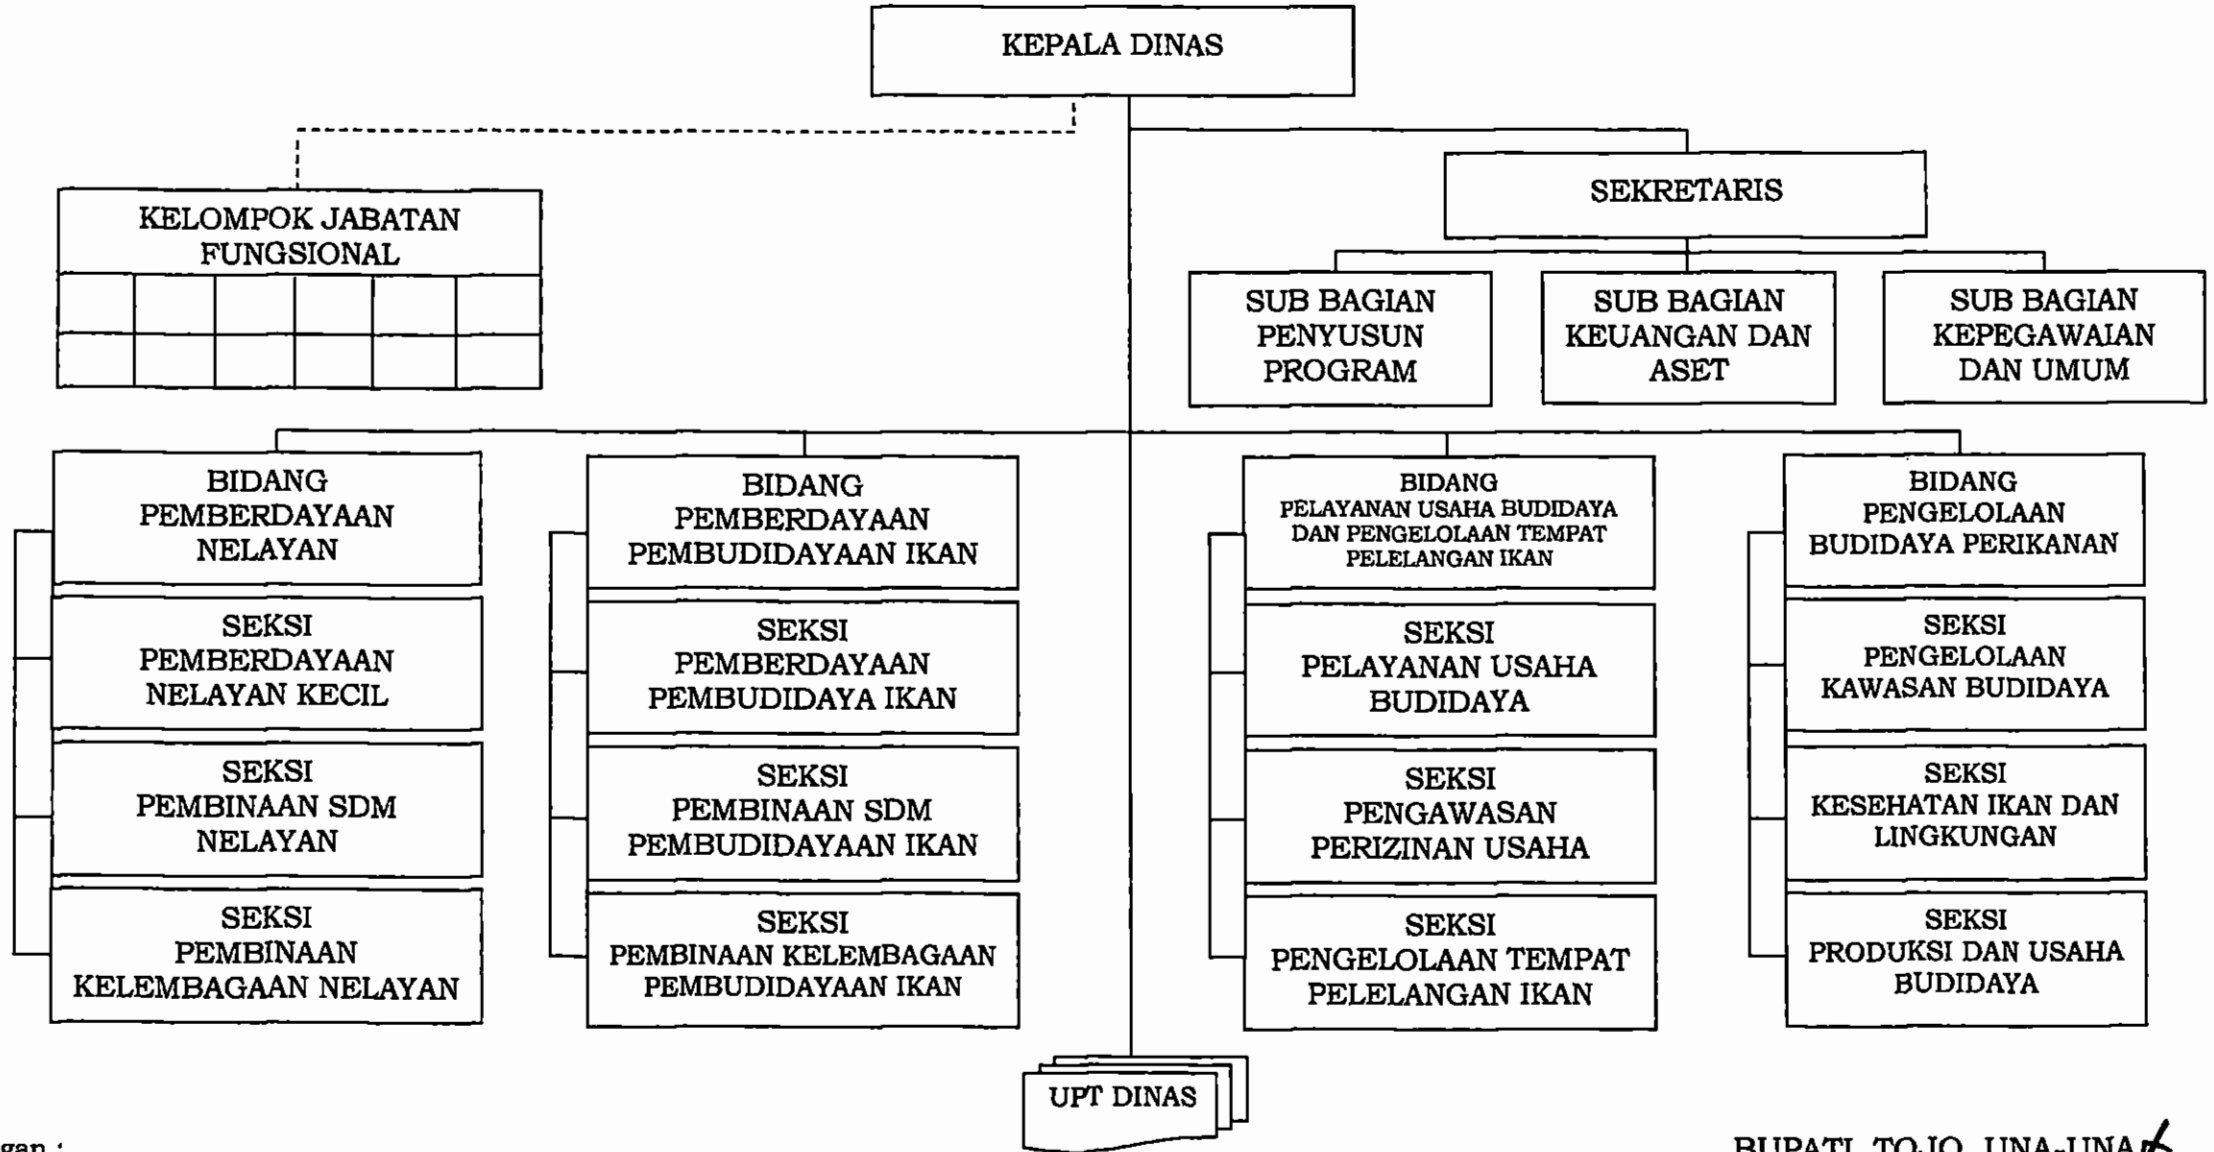 KEPALA DINAS
KELOMPOK JABATAN
FUNGSIONAL
SEKRETARIS
SUB BAGIAN
PENYUSUN
PROGRAM
SUB BAGIAN
KEUANGAN DAN
ASET
SUB BAGIAN
KEPEGAWAIAN
DAN UMUM
BIDANG
PEMBERDAYAAN
NELAYAN
SEKSI
PEMBERDAYAAN
NELAYAN KECIL
SEKSI
PEMBINAAN SDM
NELAYAN
SEKSI
PEMBINAAN
KELEMBAGAAN NELAYAN
BIDANG
PEMBERDAYAAN
PEMBUDIDAYAAN IKAN
SEKSI
PEMBERDAYAAN
PEMBUDIDAYA IKAN
SEKSI
PEMBINAAN SDM
PEMBUDIDAYAAN IKAN
SEKSI
PEMBINAAN KELEMBAGAAN
PEMBUDIDAYAAN IKAN
BIDANG
PELAYANAN USAHA BUDIDAYA
DAN PENGELOLAAN TEMPAT
PELELANGAN IKAN
SEKSI
PELAYANAN USAHA
BUDIDAYA
SEKSI
PENGAWASAN
PERIZINAN USAHA
SEKSI
PENGELOLAAN TEMPAT
PELELANGAN IKAN
BIDANG
PENGELOLAAN
BUDIDAYA PERIKANAN
SEKSI
PENGELOLAAN
KAWASAN BUDIDAYA
SEKSI
KESEHATAN IKAN DAN
LINGKUNGAN
SEKSI
PRODUKSI DAN USAHA
BUDIDAYA
UPT DINAS
gan :
BUPATI TOJO UNA-UNA